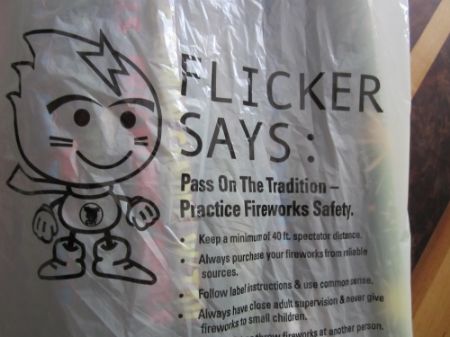 FLICKER
SAYS:
Pass On The Tradition –
Practice Fireworks Safety.
• Keep a minimum of 40 ft. spectator distance.
• Always purchase your fireworks from reliable
sources.
• Follow label instructions & use common sense.
• Always have close adult supervision & never give
fireworks to small children.
throw fireworks at another person.